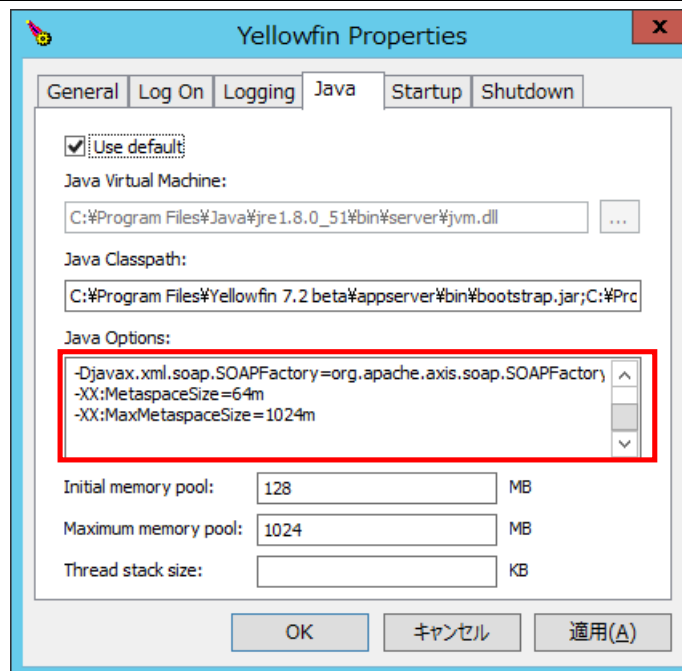 Yellowfin Properties
x
General Log On Logging Java Startup Shutdown
Use default
Java Virtual Machine:
C:¥Program Files¥Java¥jre1.8.0_51¥bin¥server¥jvm.dll ...
Java Classpath:
C:¥Program Files¥Yellowfin 7.2 beta¥appserver¥bin¥bootstrap.jar;C:¥Prc
Java Options:
-Djavax.xml.soap.SOAPFactory=org.apache.axis.soap.SOAPFactory
-XX:MetaspaceSize=64m
-XX:MaxMetaspaceSize=1024m
Initial memory pool: 128 MB
Maximum memory pool: 1024 MB
Thread stack size: KB
OK キャンセル 適用(A)